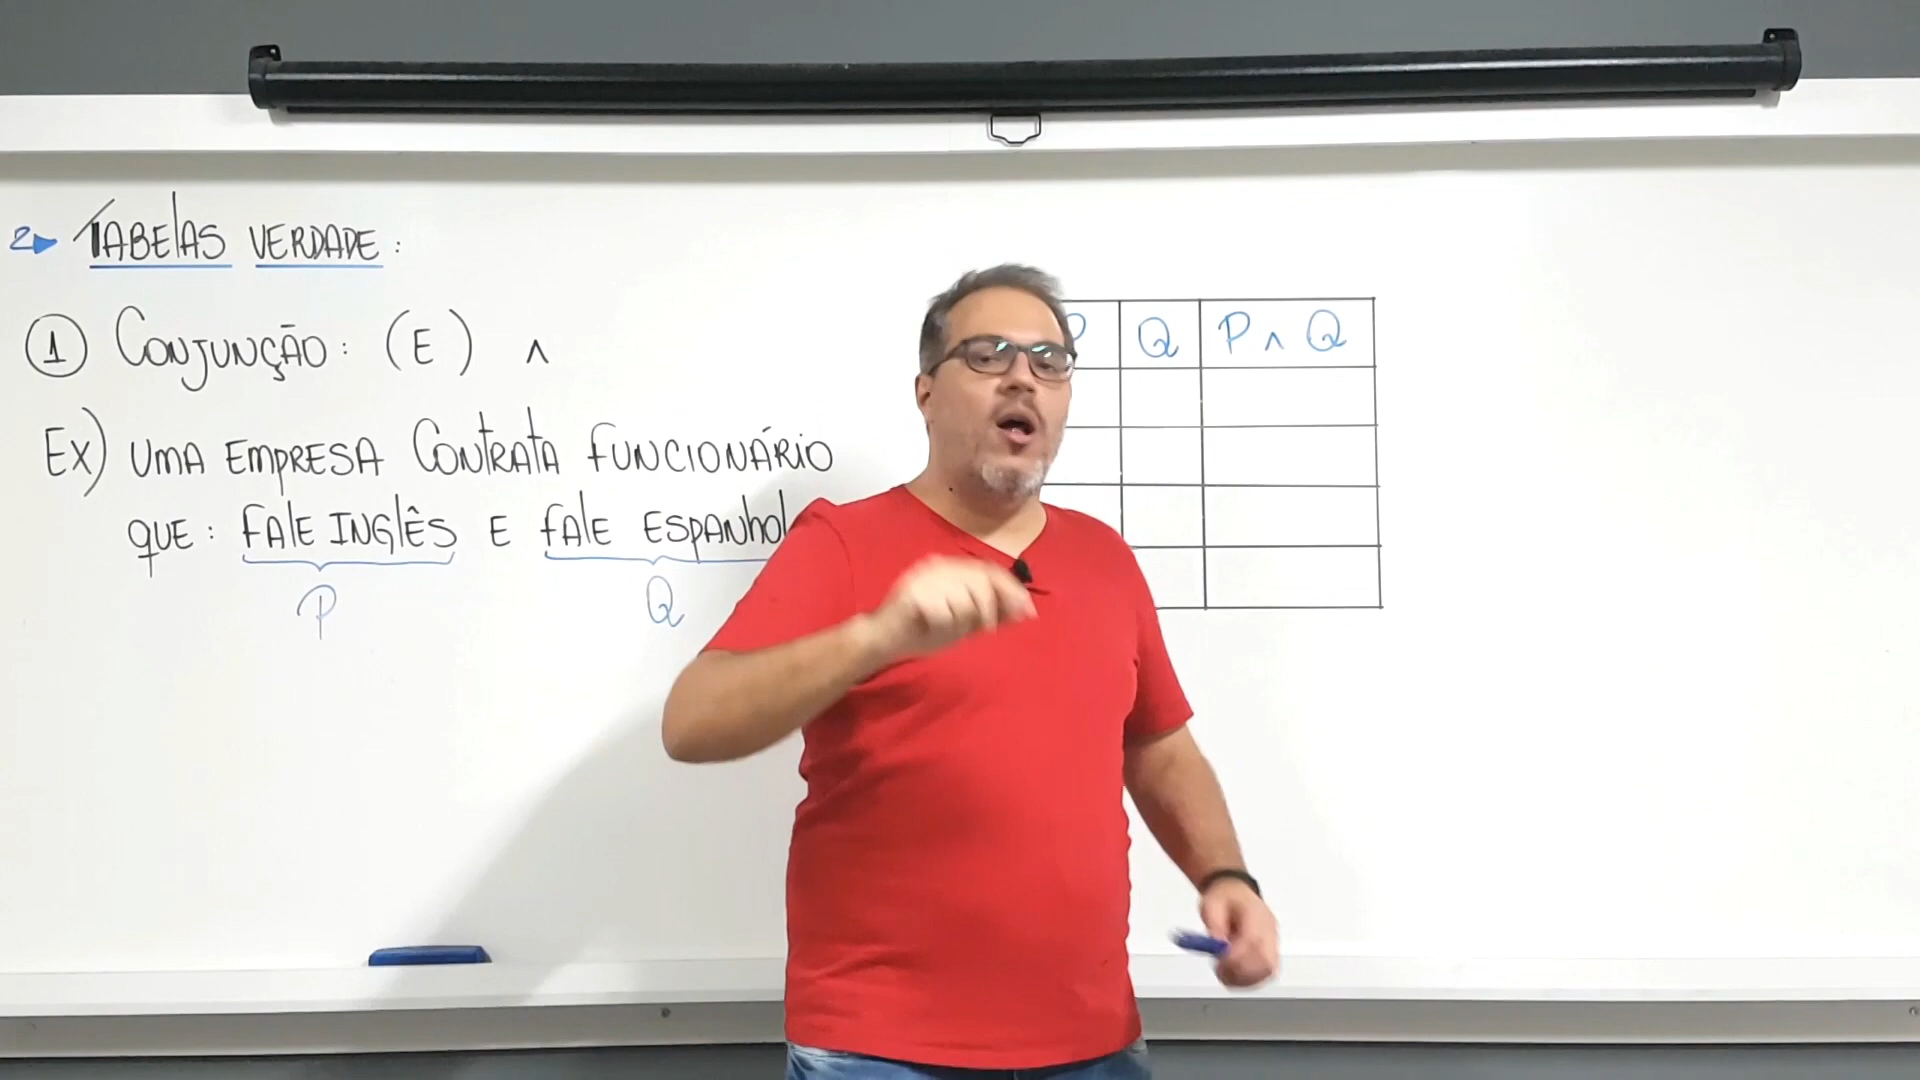 2► TABELAS VERDADE:
① CONJUNÇÃO: (E) ∧
EX) UMA EMPRESA CONTRATA FUNCIONÁRIO
QUE: FALE INGLÊS E FALE ESPANHOL
P Q
P Q P ∧ Q